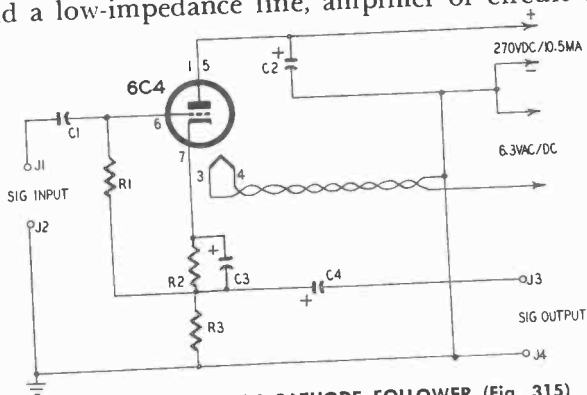 d a low-impedance line, amplifier or circuit
+
270VDC/10.5MA
C2
+
−
1 5
6C4
6
7
C1
6.3VAC/DC
3 4
J1
R1
SIG INPUT
J2
+
R2
C3
C4
+
J3
SIG OUTPUT
R3
J4
CATHODE FOLLOWER (Fig. 315)